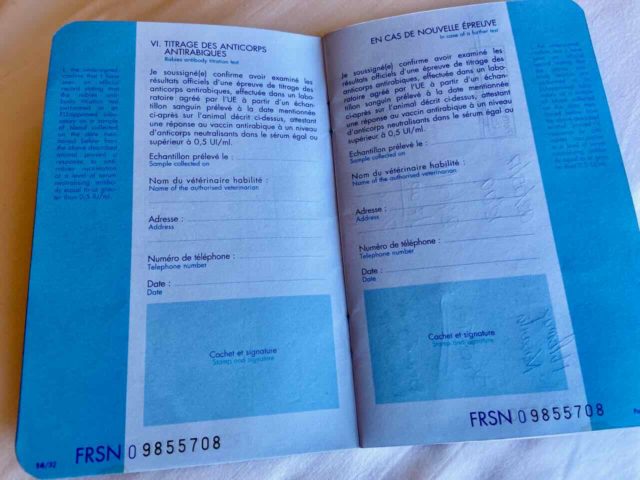 VI. TITRAGE DES ANTICORPS
ANTIRABIQUES
Rabies antibody titration test
Je soussigné(e) confirme avoir examiné les
résultats officiels d'une épreuve de titrage des
anticorps antirabiques, effectuée dans un labo-
ratoire agréé par l'UE à partir d'un échan-
tillon sanguin prélevé à la date mentionnée
ci-après sur l'animal décrit ci-dessus, attestant
une réponse au vaccin antirabique à un niveau
d'anticorps neutralisants dans le sérum égal ou
supérieur à 0,5 UI/ml.
Echantillon prélevé le :
Sample collected on
Nom du vétérinaire habilité :
Name of the authorised veterinarian
Adresse :
Address
Numéro de téléphone :
Telephone number
Date :
Date
Cachet et signature
Stamp and signature
FRSN 09855708
EN CAS DE NOUVELLE ÉPREUVE
In case of a further test
Je soussigné(e) confirme avoir examiné les
résultats officiels d'une épreuve de titrage des
anticorps antirabiques, effectuée dans un labo-
ratoire agréé par l'UE à partir d'un échan-
tillon sanguin prélevé à la date mentionnée
ci-après sur l'animal décrit ci-dessus, attestant
une réponse au vaccin antirabique à un niveau
d'anticorps neutralisants dans le sérum égal ou
supérieur à 0,5 UI/ml.
Echantillon prélevé le :
Sample collected on
Nom du vétérinaire habilité :
Name of the authorised veterinarian
Adresse :
Address
Numéro de téléphone :
Telephone number
Date :
Date
Cachet et signature
Stamp and signature
FRSN 09855708